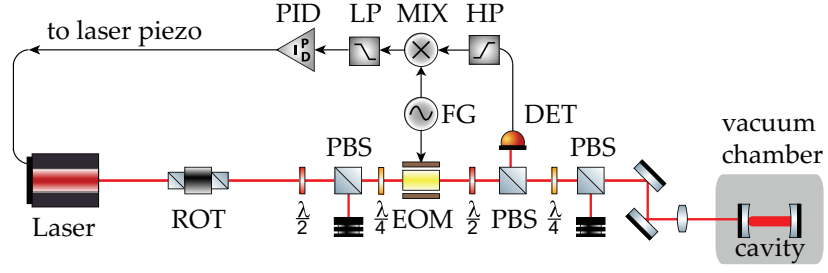 PID LP MIX HP
to laser piezo
I P D
FG DET
PBS PBS
vacuum
chamber
Laser ROT λ/2 λ/4 EOM λ/2 PBS λ/4
cavity